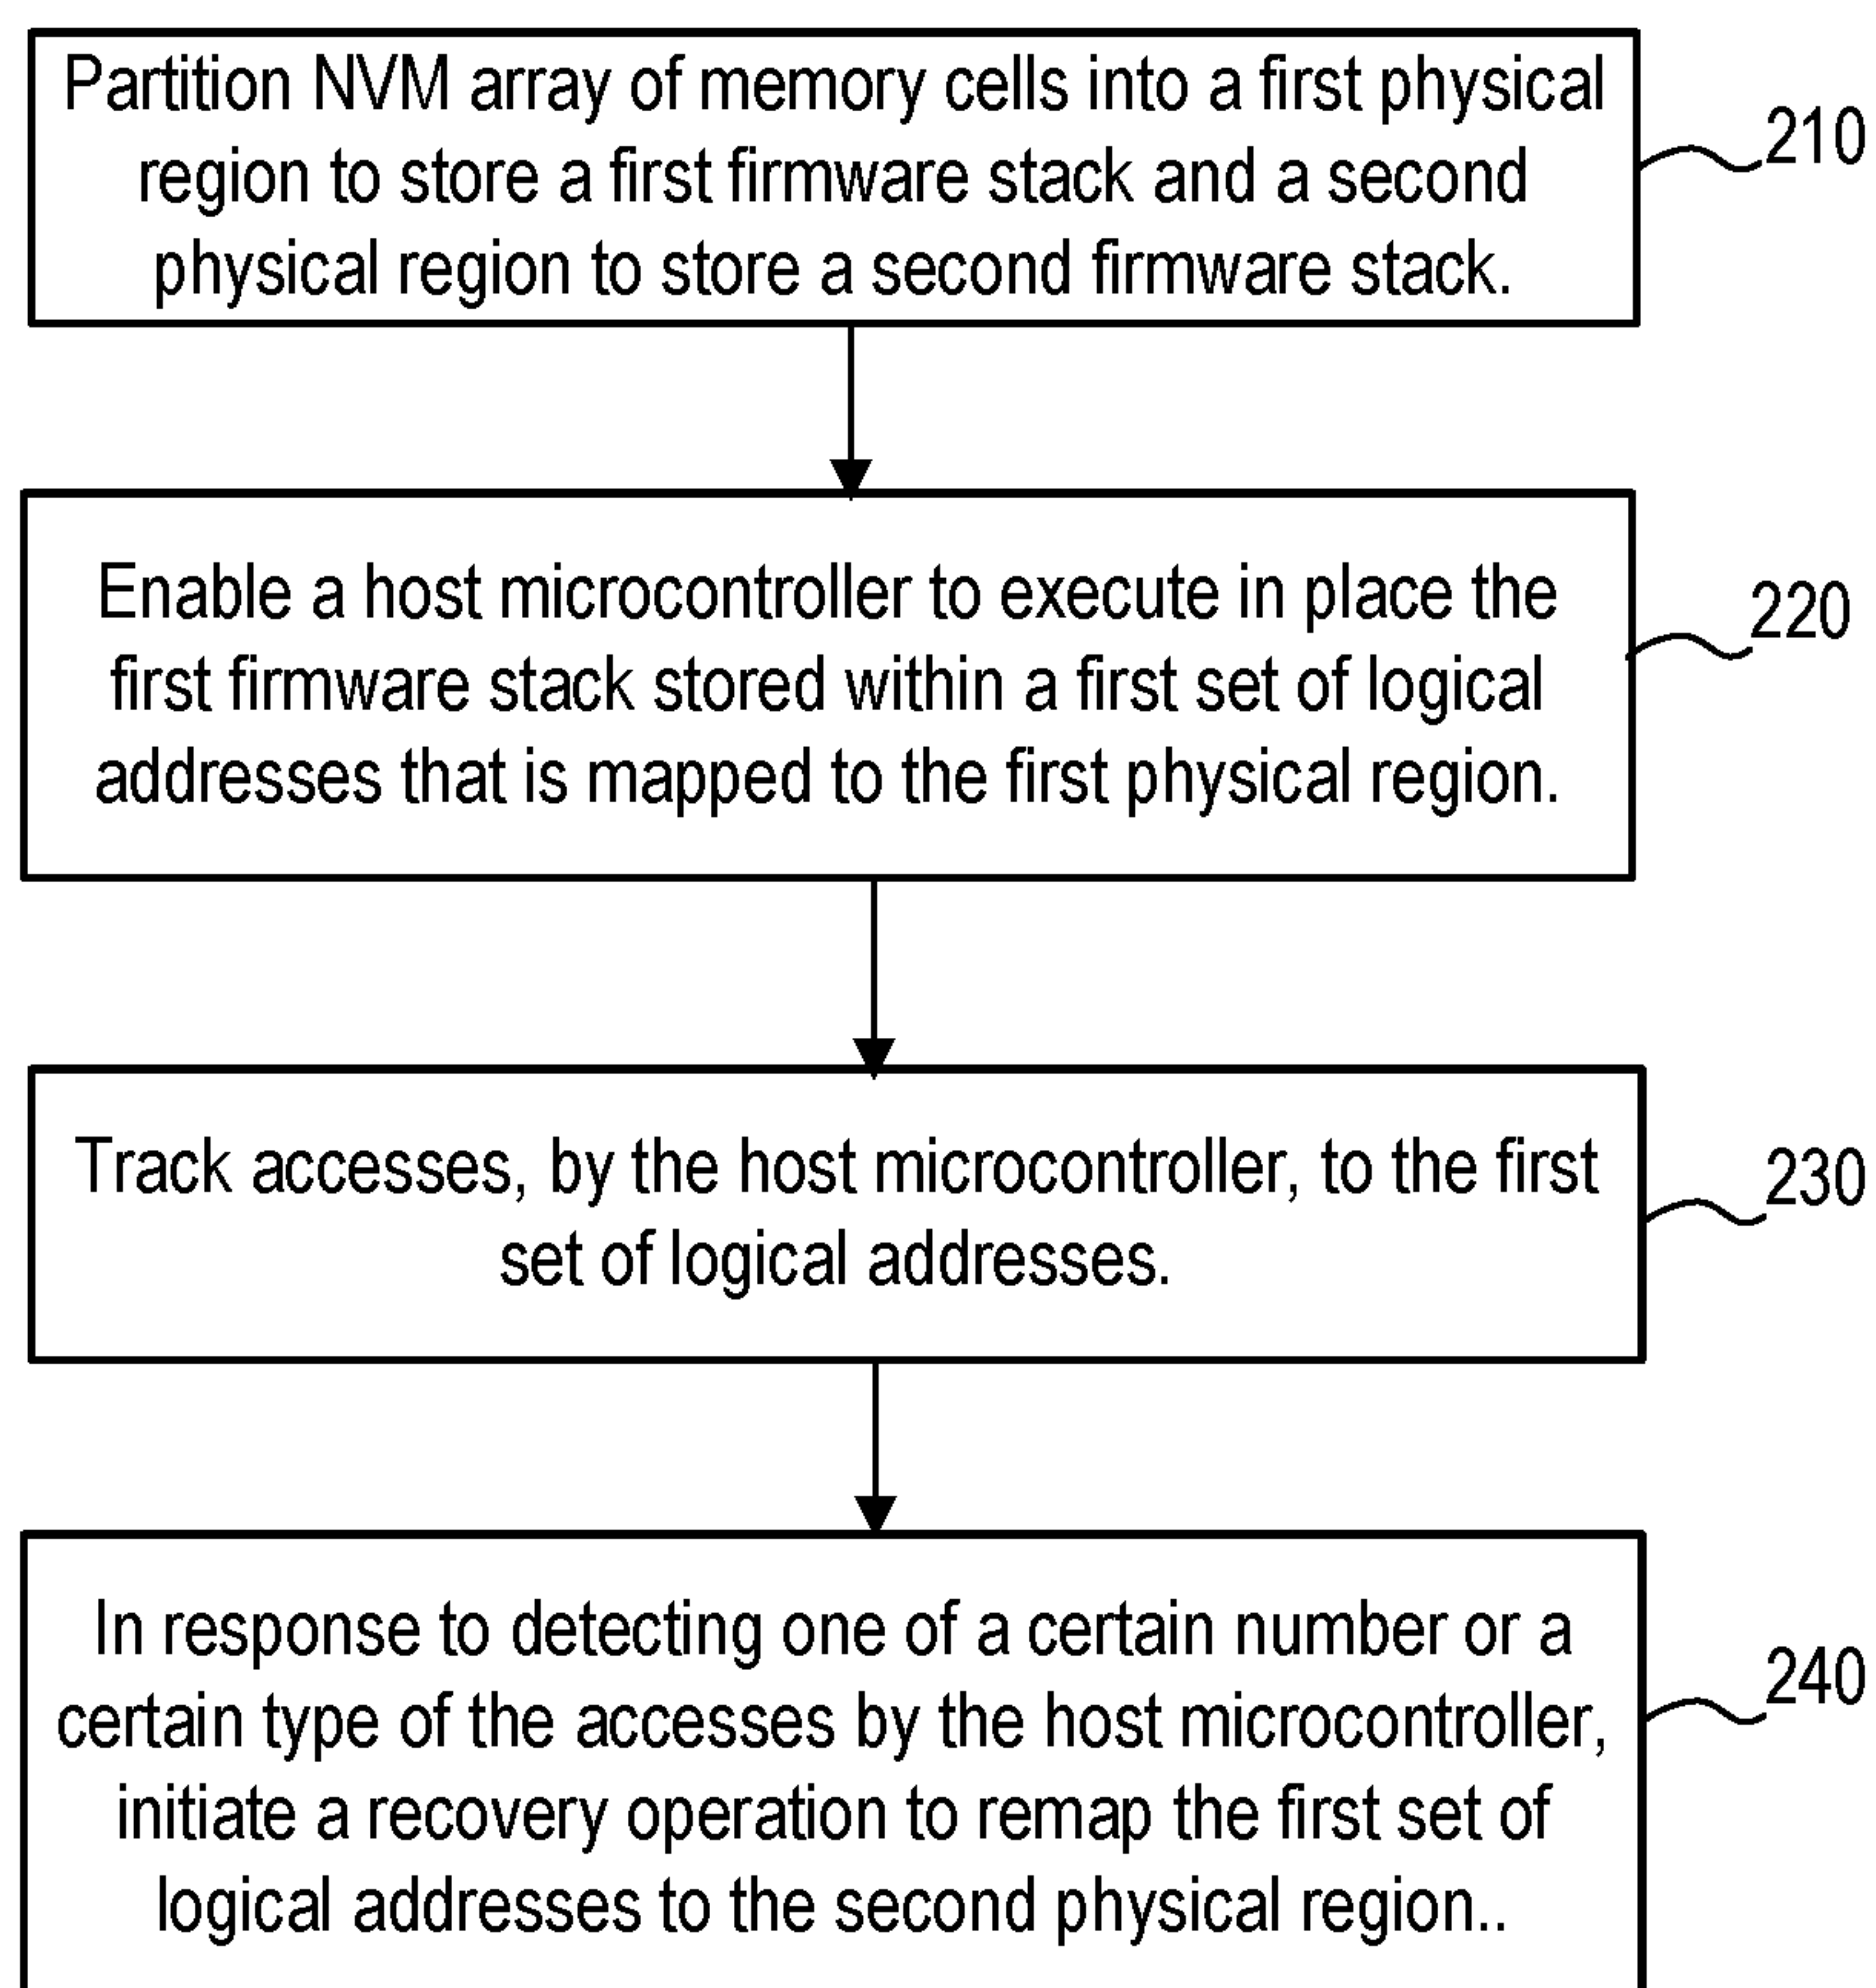 Partition NVM array of memory cells into a first physical
region to store a first firmware stack and a second
physical region to store a second firmware stack.
210
Enable a host microcontroller to execute in place the
first firmware stack stored within a first set of logical
addresses that is mapped to the first physical region.
220
Track accesses, by the host microcontroller, to the first
set of logical addresses.
230
In response to detecting one of a certain number or a
certain type of the accesses by the host microcontroller,
initiate a recovery operation to remap the first set of
logical addresses to the second physical region..
240